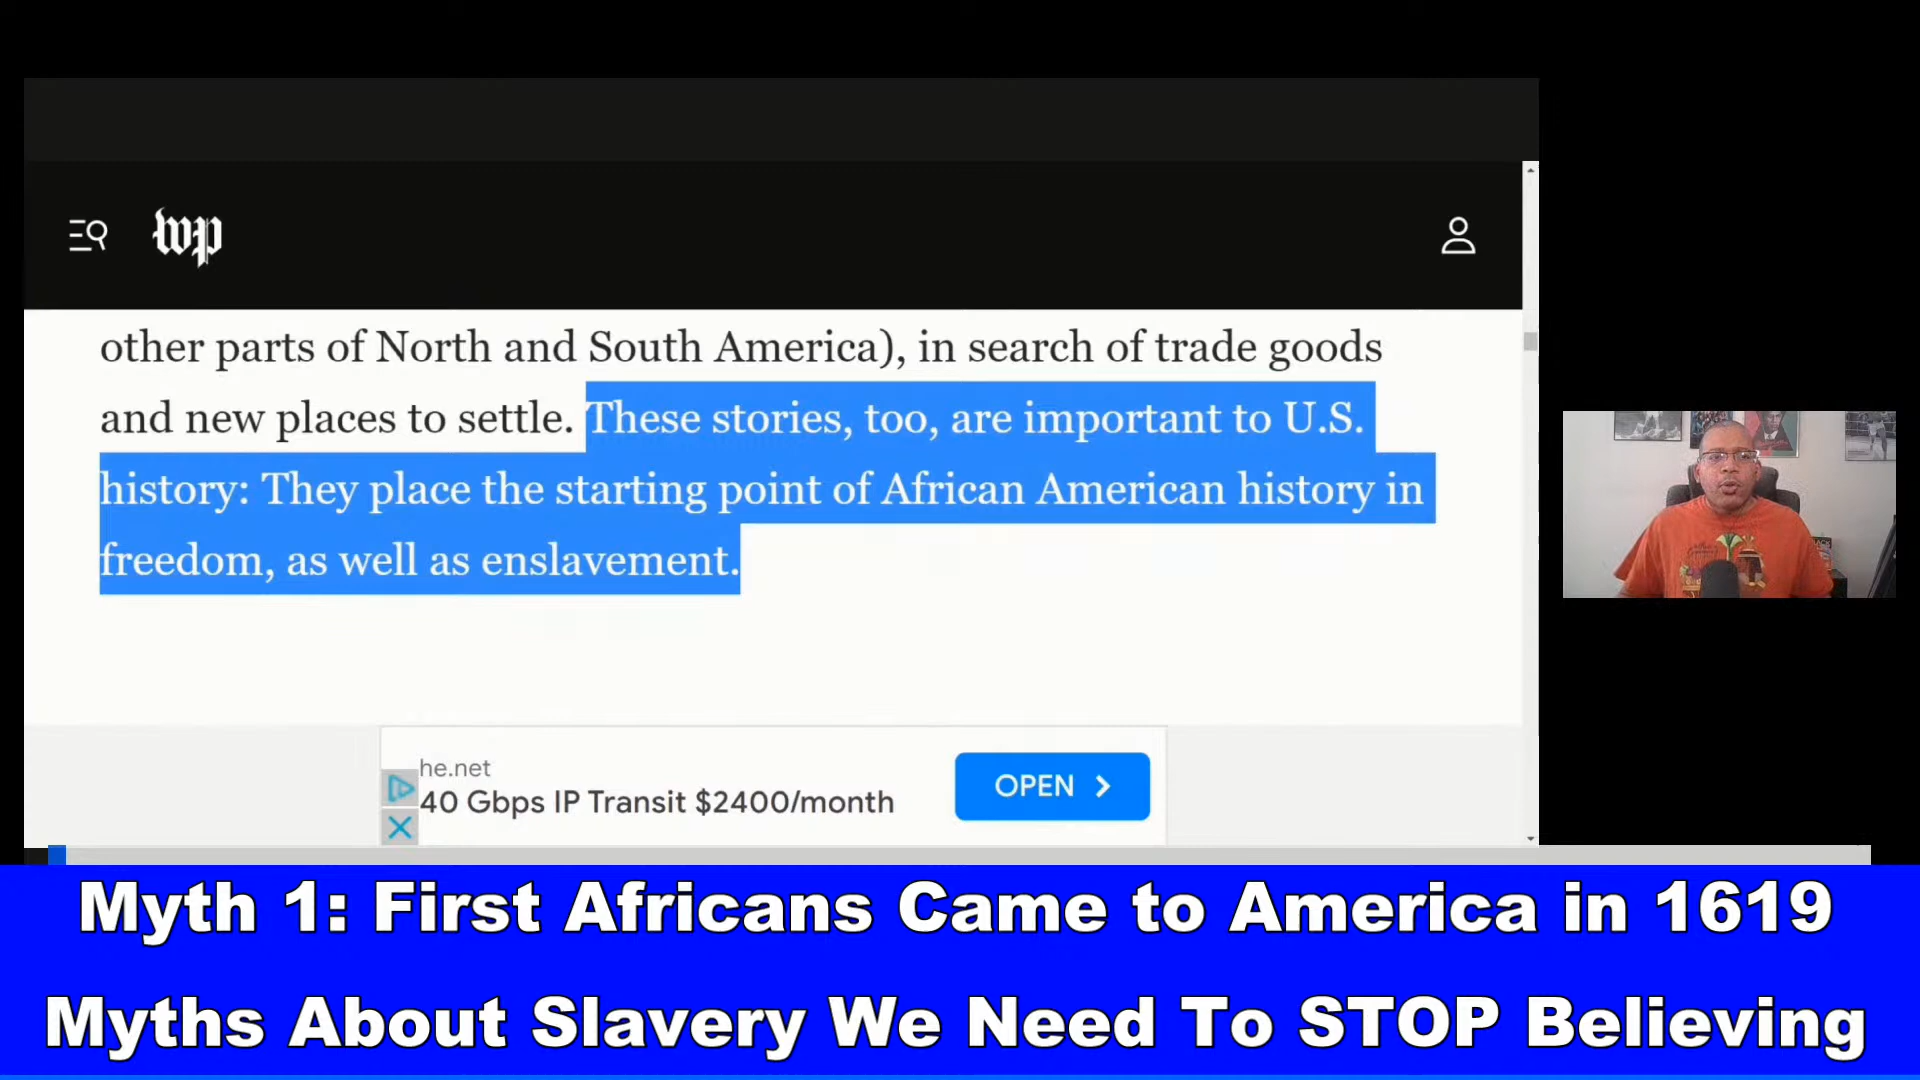 wp
other parts of North and South America), in search of trade goods
and new places to settle. These stories, too, are important to U.S.
history: They place the starting point of African American history in
freedom, as well as enslavement.
he.net
40 Gbps IP Transit $2400/month
OPEN
Myth 1: First Africans Came to America in 1619
Myths About Slavery We Need To STOP Believing